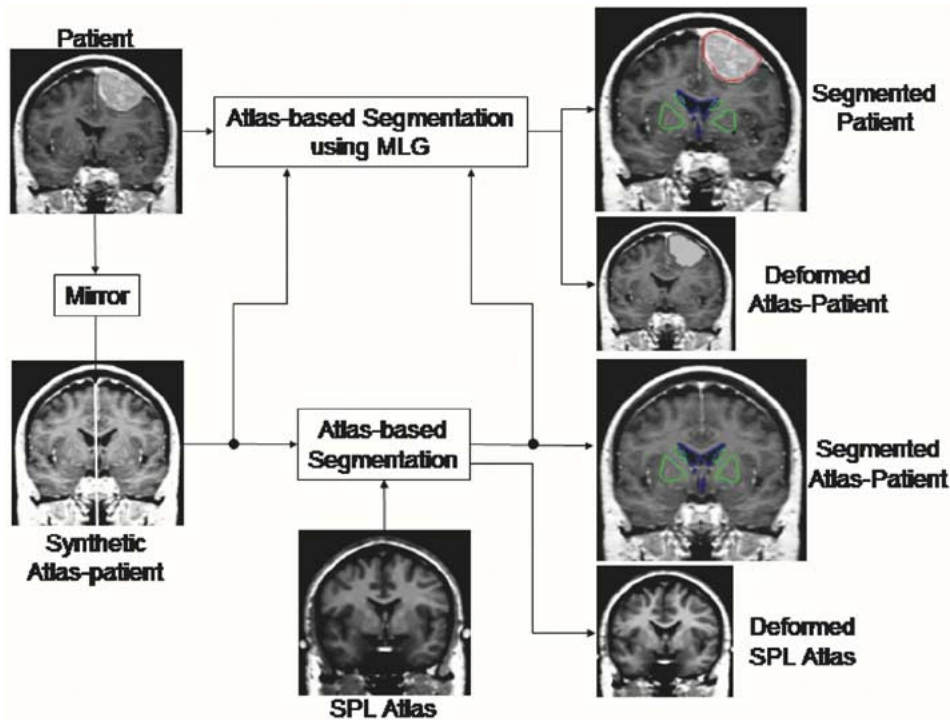 Patient
Atlas-based Segmentation
using MLG
Segmented
Patient
Mirror
Deformed
Atlas-Patient
Atlas-based
Segmentation
Segmented
Atlas-Patient
Synthetic
Atlas-patient
SPL Atlas
Deformed
SPL Atlas